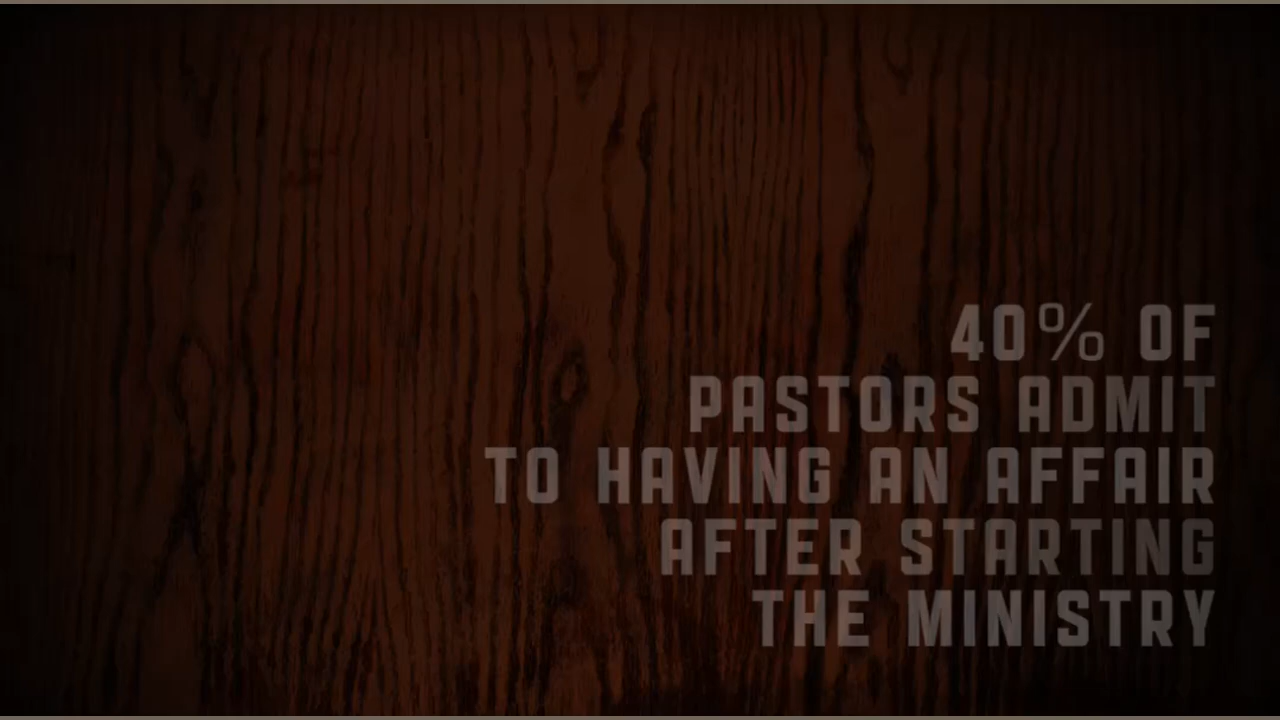 40% OF
PASTORS ADMIT
TO HAVING AN AFFAIR
AFTER STARTING
THE MINISTRY